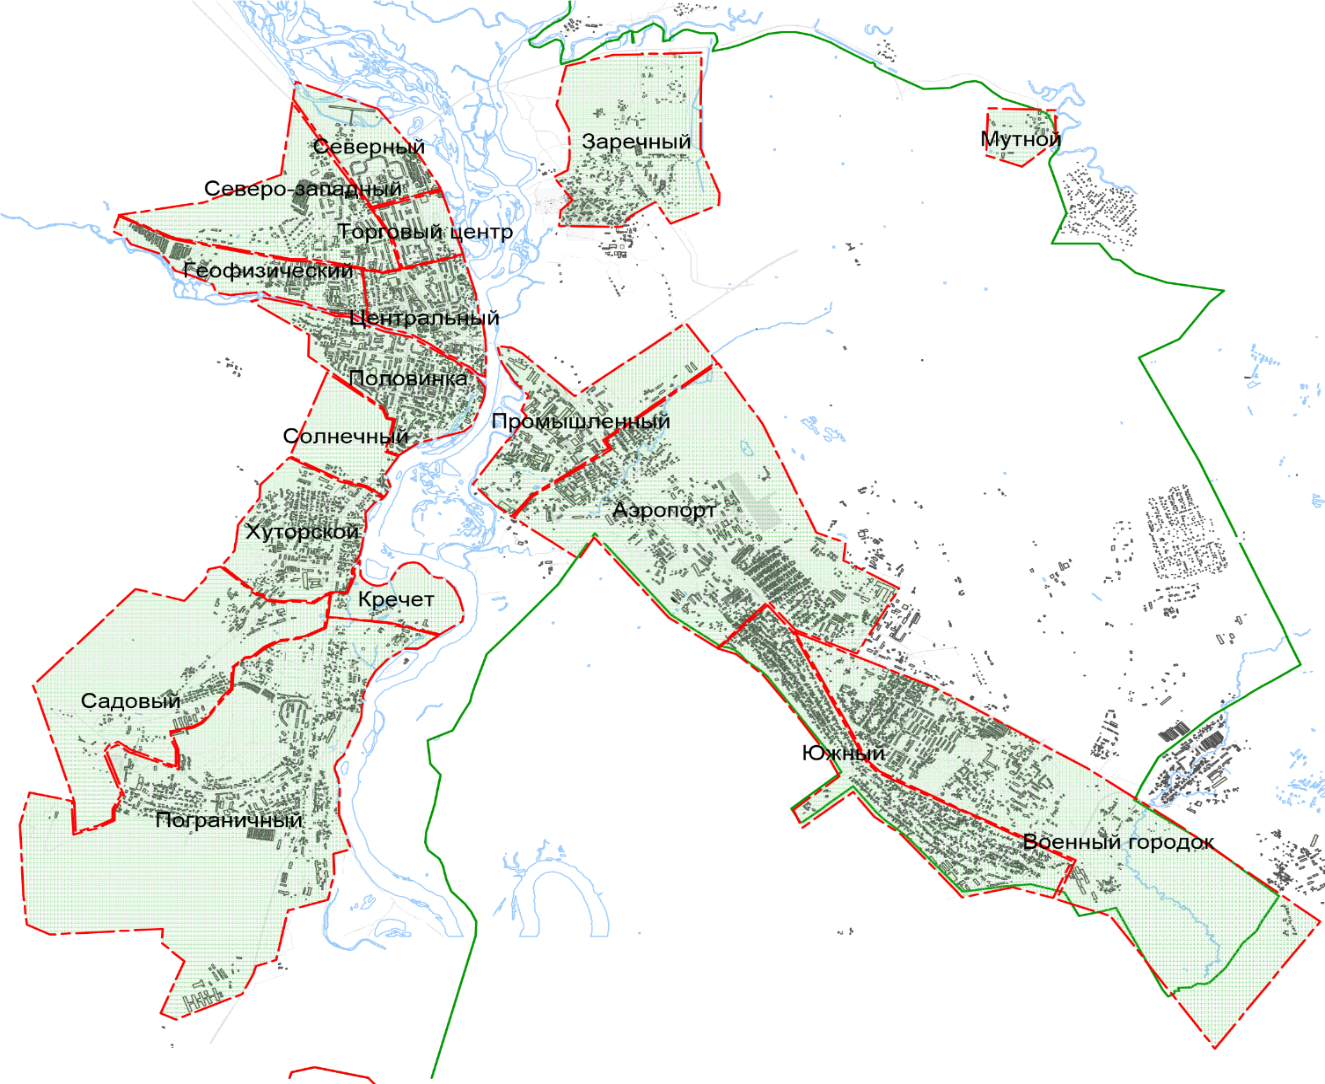 Мутной
Заречный
Северный
Северо-западный
Торговый центр
Геофизический
Центральный
Половинка
Промышленный
Солнечный
Аэропорт
Хуторской
Кречет
Садовый
Южный
Пограничный
Военный городок